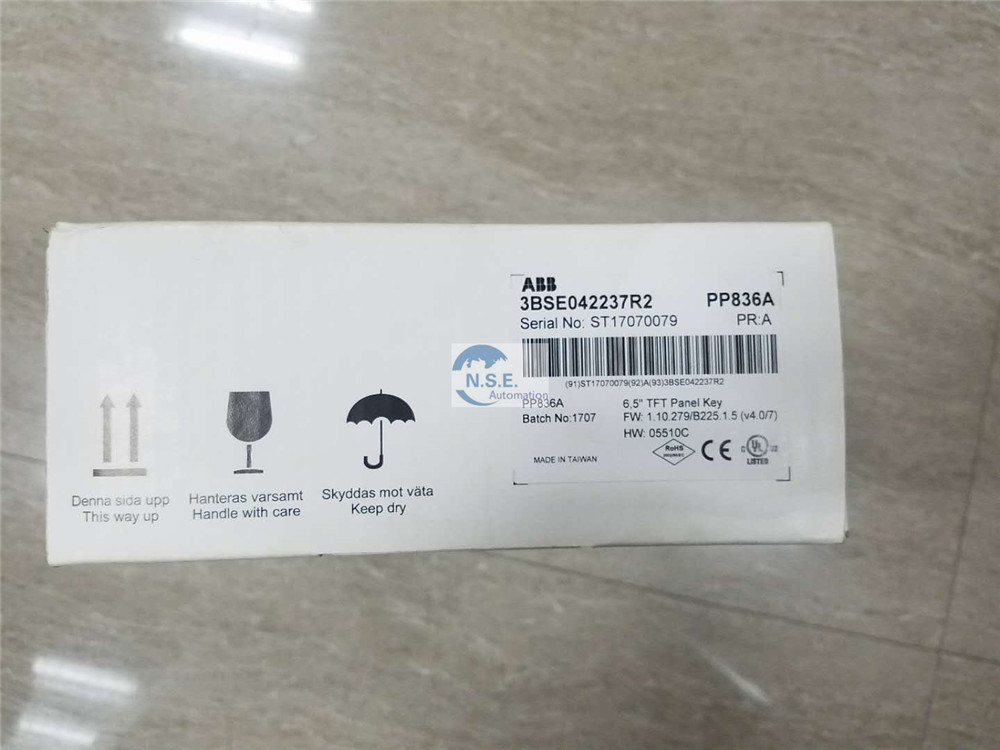 ABB
3BSE042237R2 PP836A
Serial No: ST17070079 PR:A
(91)ST17070079(92)A(93)3BSE042237R2
N.S.E.
Automation
PP836A 6,5" TFT Panel Key
Batch No:1707 FW: 1.10.279/B225.1.5 (v4.0/7)
HW: 05510C
MADE IN TAIWAN
RoHS
CE
UL
LISTED
Denna sida upp
This way up
Hanteras varsamt
Handle with care
Skyddas mot väta
Keep dry